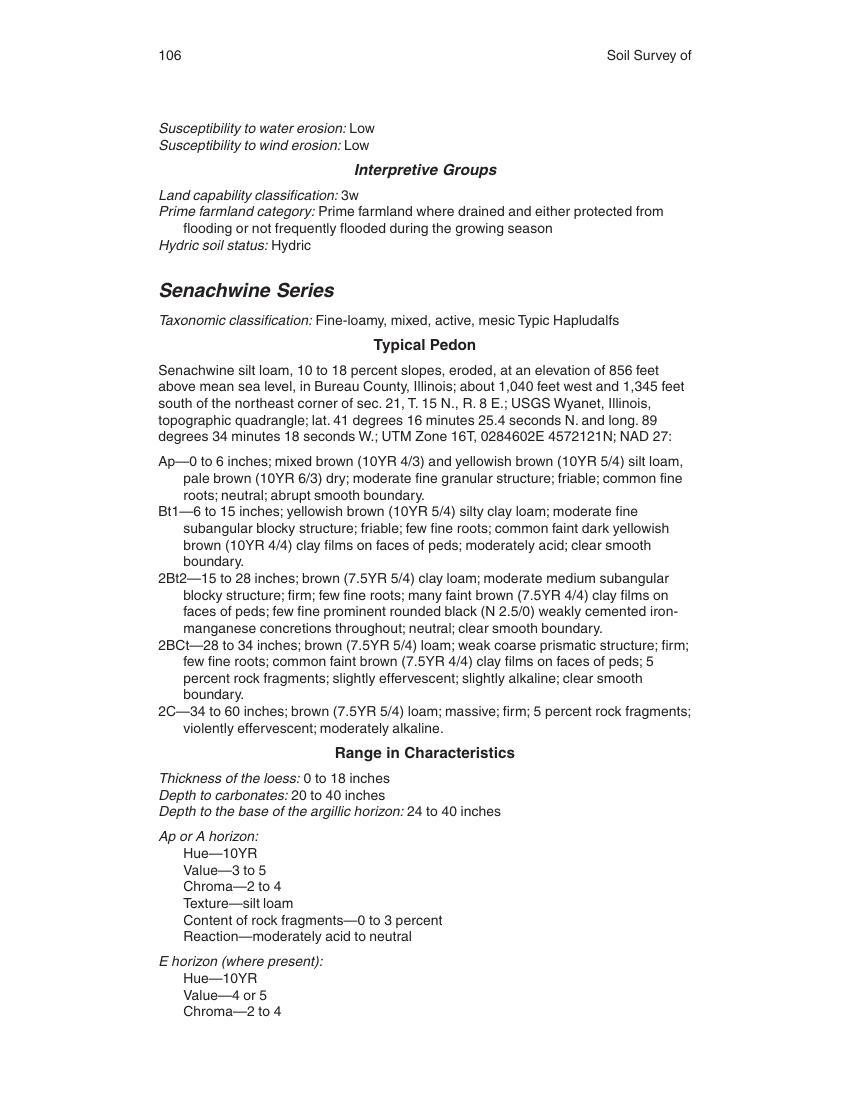 106
Soil Survey of
Susceptibility to water erosion: Low
Susceptibility to wind erosion: Low
Interpretive Groups
Land capability classification: 3w
Prime farmland category: Prime farmland where drained and either protected from
flooding or not frequently flooded during the growing season
Hydric soil status: Hydric
Senachwine Series
Taxonomic classification: Fine-loamy, mixed, active, mesic Typic Hapludalfs
Typical Pedon
Senachwine silt loam, 10 to 18 percent slopes, eroded, at an elevation of 856 feet
above mean sea level, in Bureau County, Illinois; about 1,040 feet west and 1,345 feet
south of the northeast corner of sec. 21, T. 15 N., R. 8 E.; USGS Wyanet, Illinois,
topographic quadrangle; lat. 41 degrees 16 minutes 25.4 seconds N. and long. 89
degrees 34 minutes 18 seconds W.; UTM Zone 16T, 0284602E 4572121N; NAD 27:
Ap—0 to 6 inches; mixed brown (10YR 4/3) and yellowish brown (10YR 5/4) silt loam,
pale brown (10YR 6/3) dry; moderate fine granular structure; friable; common fine
roots; neutral; abrupt smooth boundary.
Bt1—6 to 15 inches; yellowish brown (10YR 5/4) silty clay loam; moderate fine
subangular blocky structure; friable; few fine roots; common faint dark yellowish
brown (10YR 4/4) clay films on faces of peds; moderately acid; clear smooth
boundary.
2Bt2—15 to 28 inches; brown (7.5YR 5/4) clay loam; moderate medium subangular
blocky structure; firm; few fine roots; many faint brown (7.5YR 4/4) clay films on
faces of peds; few fine prominent rounded black (N 2.5/0) weakly cemented iron-
manganese concretions throughout; neutral; clear smooth boundary.
2BCt—28 to 34 inches; brown (7.5YR 5/4) loam; weak coarse prismatic structure; firm;
few fine roots; common faint brown (7.5YR 4/4) clay films on faces of peds; 5
percent rock fragments; slightly effervescent; slightly alkaline; clear smooth
boundary.
2C—34 to 60 inches; brown (7.5YR 5/4) loam; massive; firm; 5 percent rock fragments;
violently effervescent; moderately alkaline.
Range in Characteristics
Thickness of the loess: 0 to 18 inches
Depth to carbonates: 20 to 40 inches
Depth to the base of the argillic horizon: 24 to 40 inches
Ap or A horizon:
Hue—10YR
Value—3 to 5
Chroma—2 to 4
Texture—silt loam
Content of rock fragments—0 to 3 percent
Reaction—moderately acid to neutral
E horizon (where present):
Hue—10YR
Value—4 or 5
Chroma—2 to 4